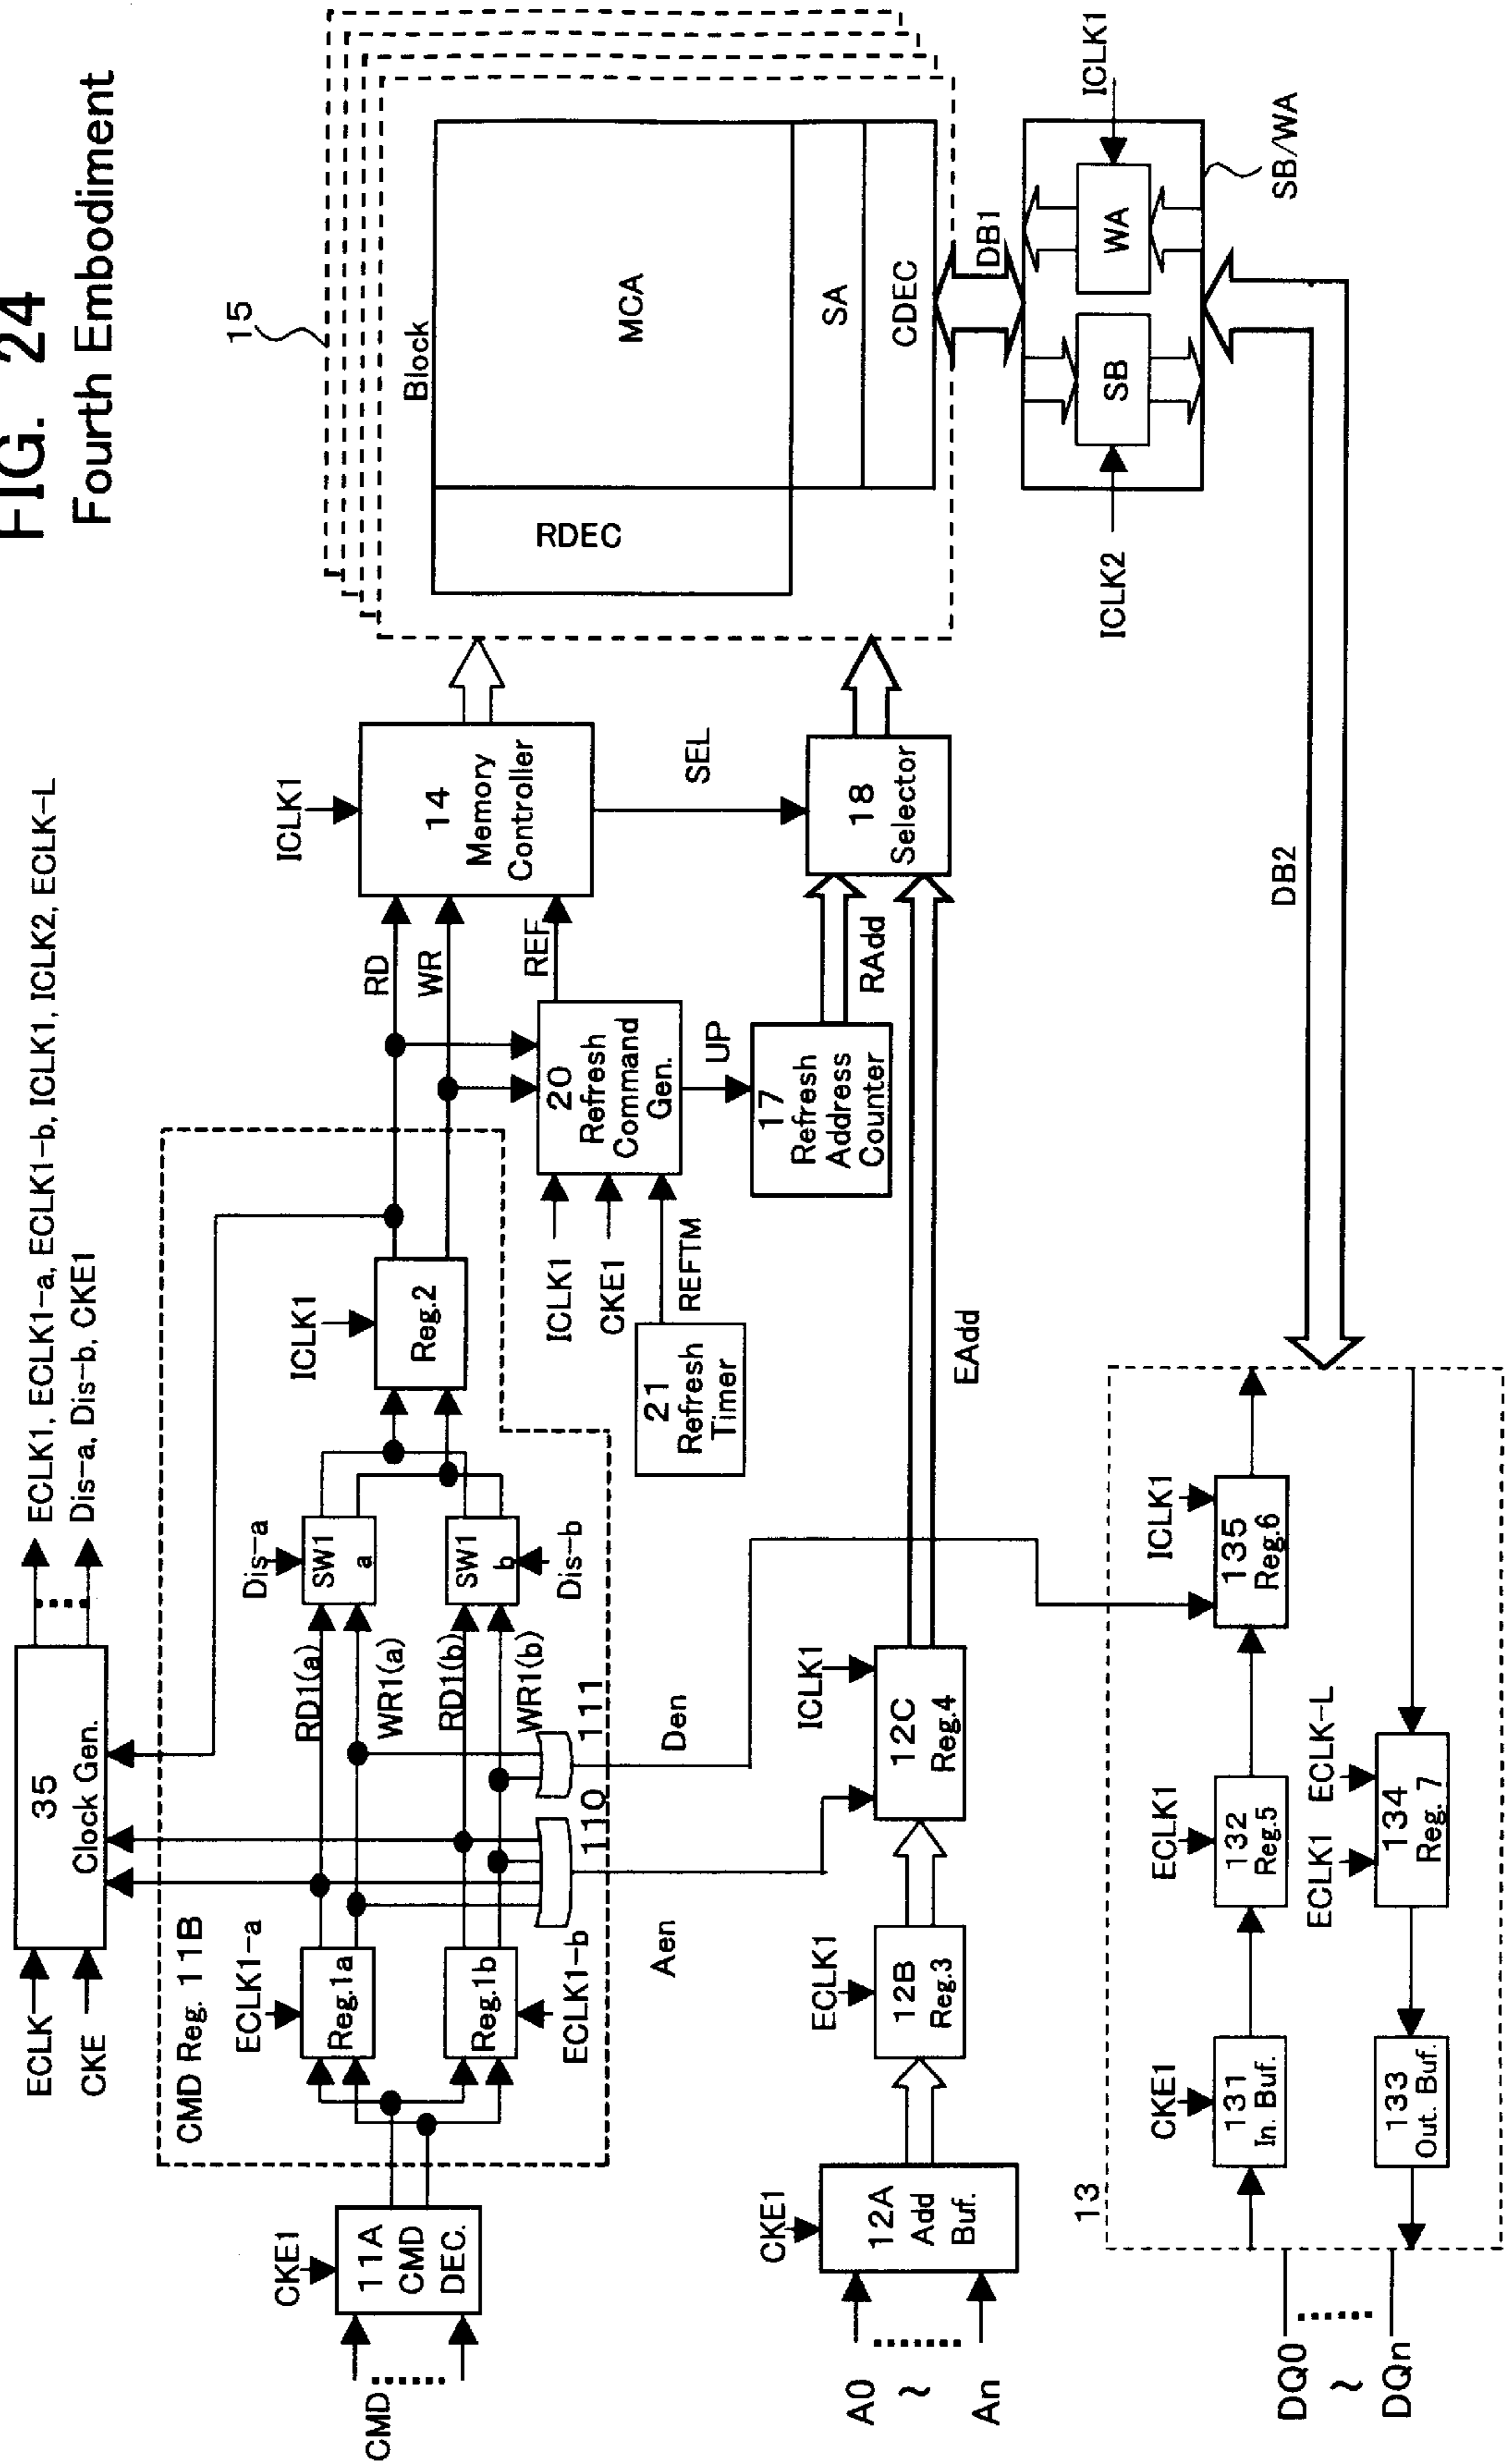 FIG. 24
Fourth Embodiment
ECLK
CKE
35
Clock Gen.
ECLK1, ECLK1-a, ECLK1-b, ICLK1, ICLK2, ECLK-L
Dis-a, Dis-b, CKE1
CMD Reg. 11B
CMD
CKE1
11A
CMD
DEC.
ECLK1-a
Reg.1a
Reg.1b
ECLK1-b
RD1(a)
WR1(a)
RD1(b)
WR1(b)
110
111
Dis-a
SW1
a
SW1
b
Dis-b
ICLK1
Reg.2
RD
WR
REF
ICLK1
14
Memory
Controller
SEL
ICLK1
CKE1
REFTM
21
Refresh
Timer
20
Refresh
Command
Gen.
UP
17
Refresh
Address
Counter
RAdd
18
Selector
Aen
Den
A0
~
An
CKE1
12A
Add
Buf.
ECLK1
12B
Reg.3
ICLK1
12C
Reg.4
EAdd
15
Block
RDEC
MCA
SA
CDEC
DB1
ICLK2
SB
WA
ICLK1
SB/WA
DB2
13
DQ0
~
DQn
CKE1
131
In. Buf.
ECLK1
132
Reg.5
ICLK1
135
Reg.6
133
Out. Buf.
ECLK1
ECLK-L
134
Reg. 7